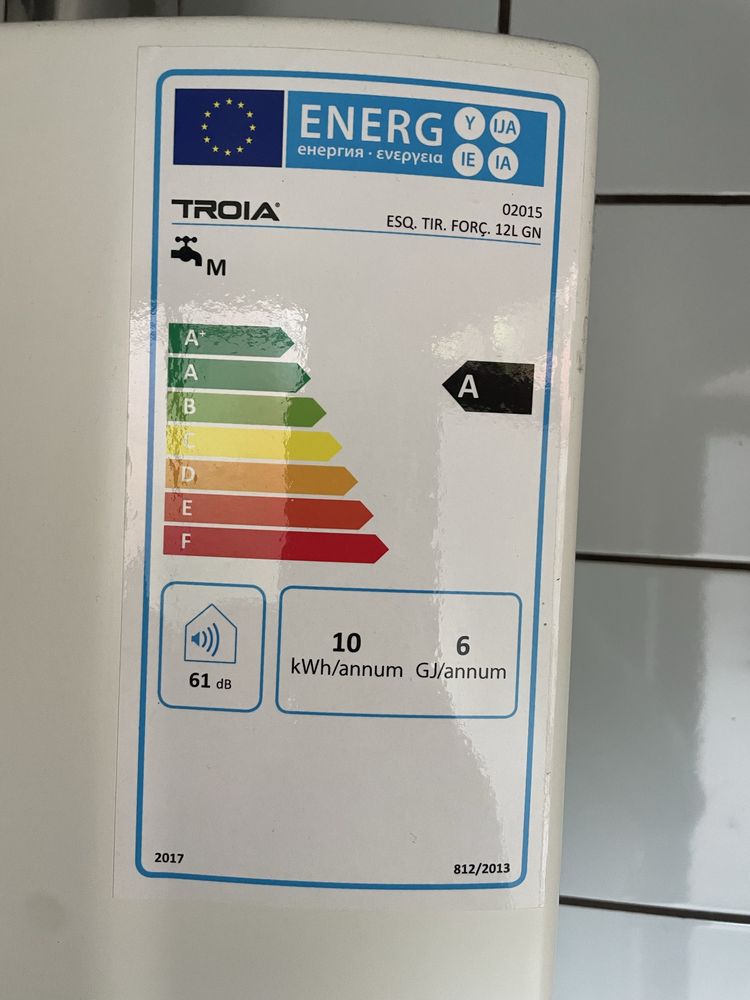 ENERG Y IJA
енергия · ενεργεια IE IA
TROIA®
02015
ESQ. TIR. FORÇ. 12L GN
M
A+
A
A
B
C
D
E
F
61 dB
10 6
kWh/annum GJ/annum
2017
812/2013